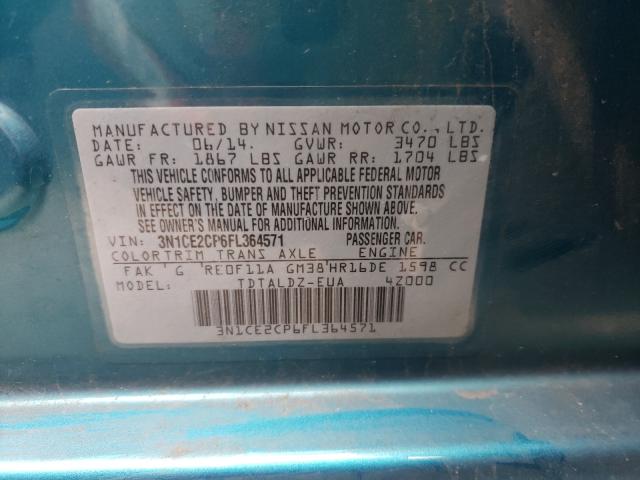 MANUFACTURED BY NISSAN MOTOR CO., LTD.
DATE: 06/14. GVWR: 3470 LBS
GAWR FR: 1867 LBS GAWR RR: 1704 LBS
THIS VEHICLE CONFORMS TO ALL APPLICABLE FEDERAL MOTOR
VEHICLE SAFETY, BUMPER AND THEFT PREVENTION STANDARDS
IN EFFECT ON THE DATE OF MANUFACTURE SHOWN ABOVE.
SEE OWNER'S MANUAL FOR ADDITIONAL INFORMATION.
VIN: 3N1CE2CP6FL364571 PASSENGER CAR.
COLOR TRIM TRANS AXLE ENGINE
FAK G RE0F11A GM38 HR16DE 1598 CC
MODEL: TDTALDZ-EUA 4Z000
3N1CE2CP6FL364571